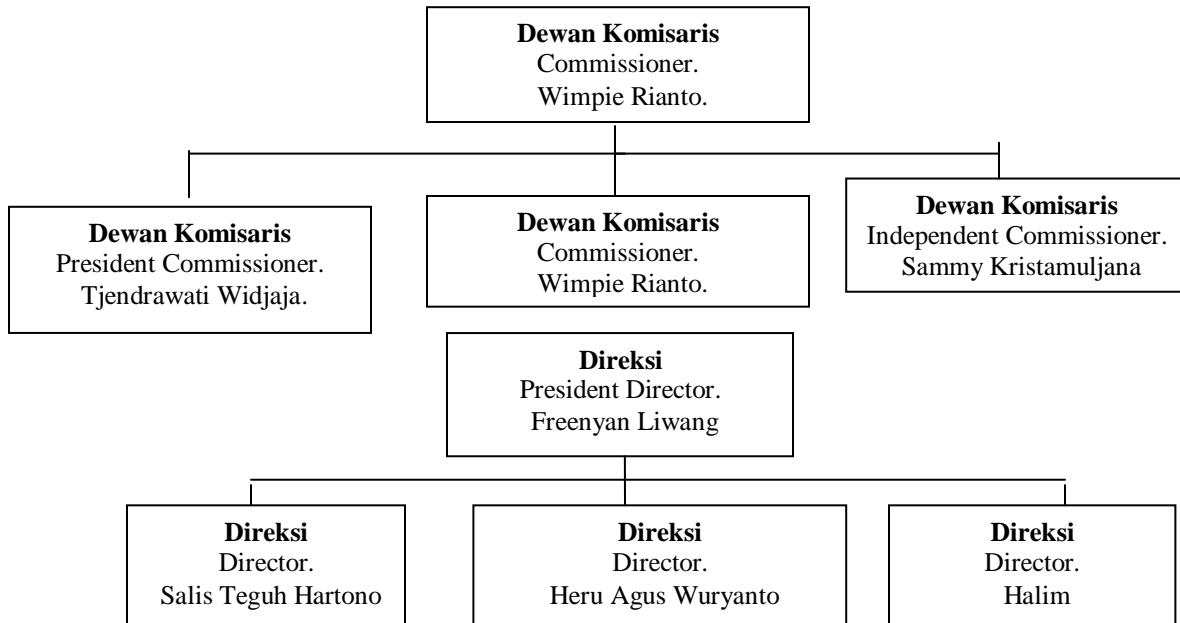 Dewan Komisaris
Commissioner.
Wimpie Rianto.
Dewan Komisaris
President Commissioner.
Tjendrawati Widjaja.
Dewan Komisaris
Commissioner.
Wimpie Rianto.
Dewan Komisaris
Independent Commissioner.
Sammy Kristamuljana
Direksi
President Director.
Freenyan Liwang
Direksi
Director.
Salis Teguh Hartono
Direksi
Director.
Heru Agus Wuryanto
Direksi
Director.
Halim